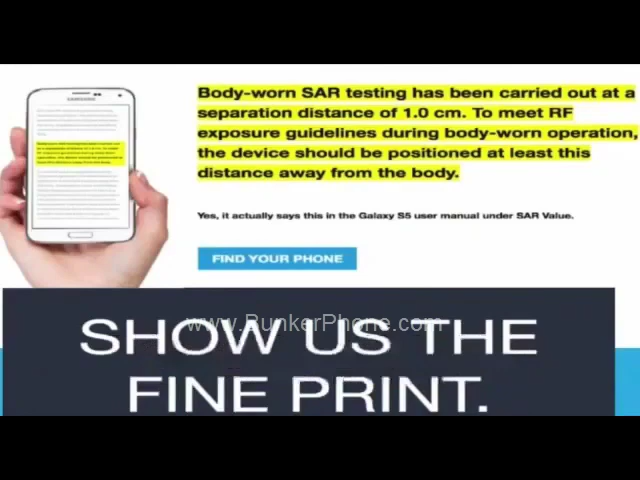 SAMSUNG
Body-worn SAR testing has been carried out at a
separation distance of 1.0 cm. To meet RF
exposure guidelines during body-worn operation,
the device should be positioned at least this
distance away from the body.
Yes, it actually says this in the Galaxy S5 user manual under SAR Value.
FIND YOUR PHONE
www.BunkerPhone.com
SHOW US THE
FINE PRINT.